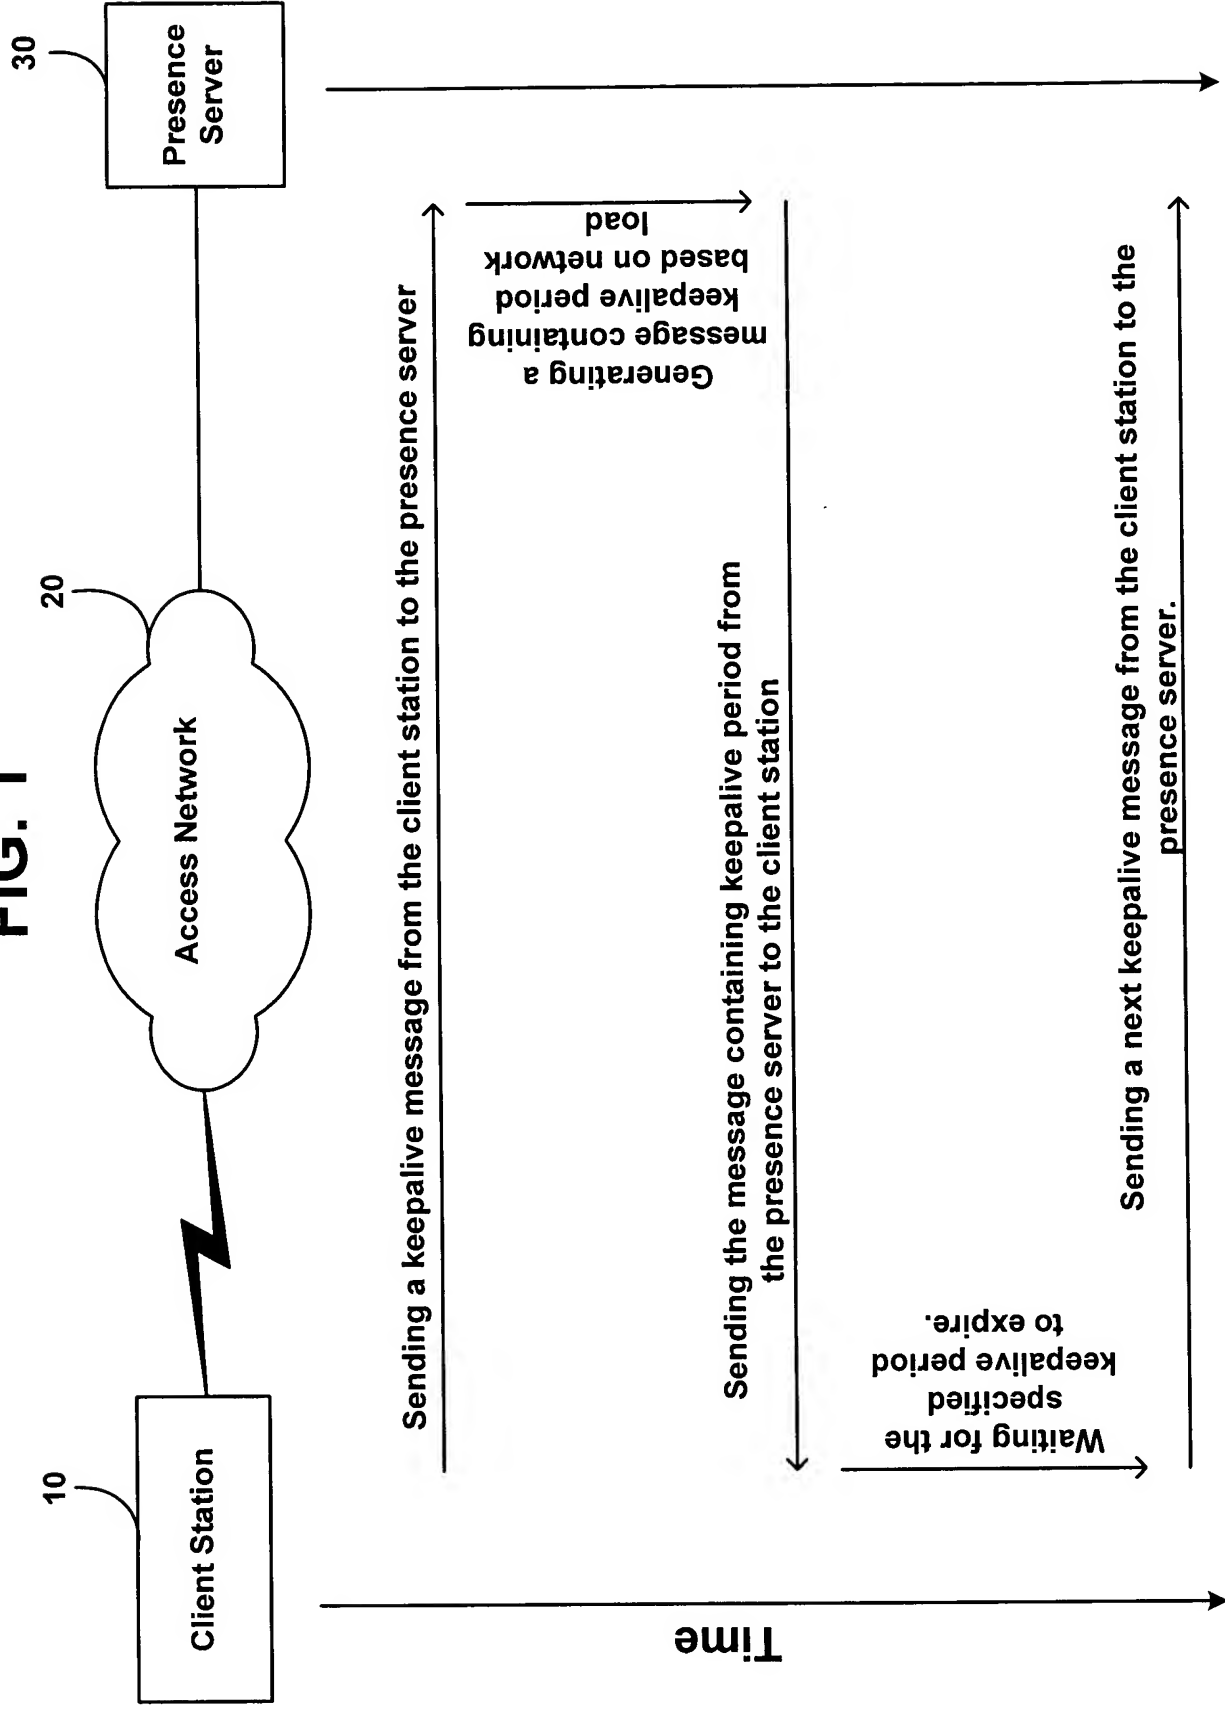 FIG. 1
10
20
30
Client Station
Access Network
Presence
Server
Time
Sending a keepalive message from the client station to the presence server
Generating a
message containing
keepalive period
based on network
load
Sending the message containing keepalive period from
the presence server to the client station
Waiting for the
specified
keepalive period
to expire.
Sending a next keepalive message from the client station to the
presence server.